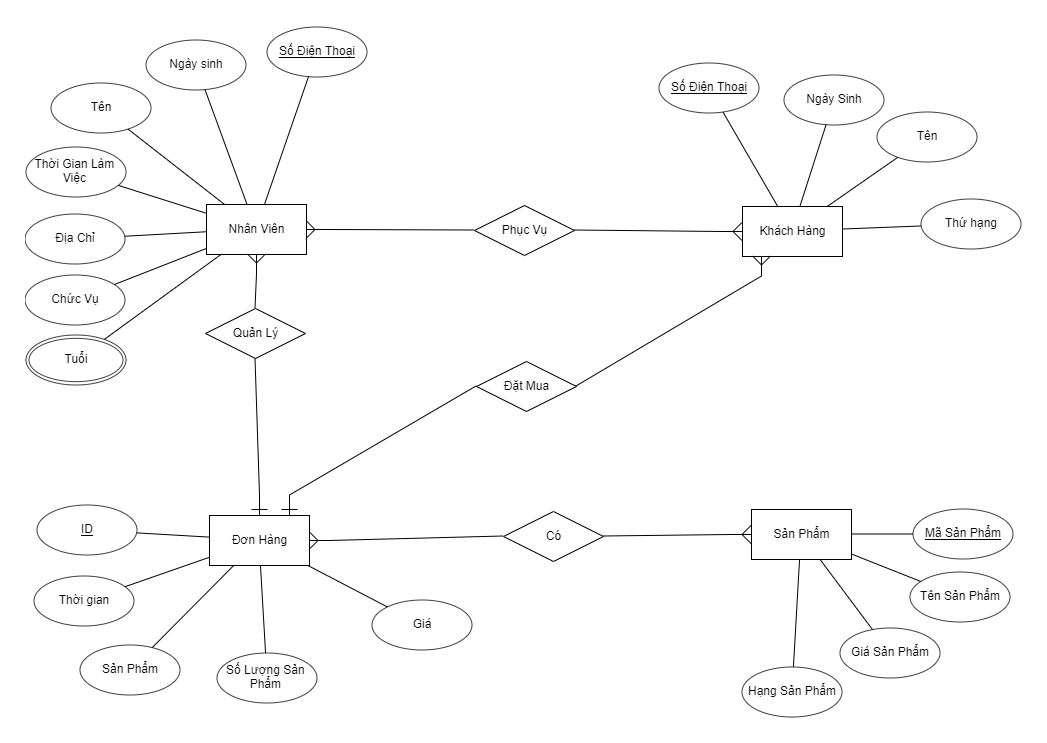 Số Điện Thoại
Ngày sinh
Tên
Thời Gian Làm
Việc
Địa Chỉ
Chức Vụ
Tuổi
Nhân Viên
Phục Vụ
Số Điện Thoại
Ngày Sinh
Tên
Thứ hạng
Khách Hàng
Quản Lý
Đặt Mua
ID
Thời gian
Sản Phẩm
Số Lượng Sản
Phẩm
Giá
Đơn Hàng
Có
Sản Phẩm
Mã Sản Phẩm
Tên Sản Phẩm
Giá Sản Phẩm
Hạng Sản Phẩm